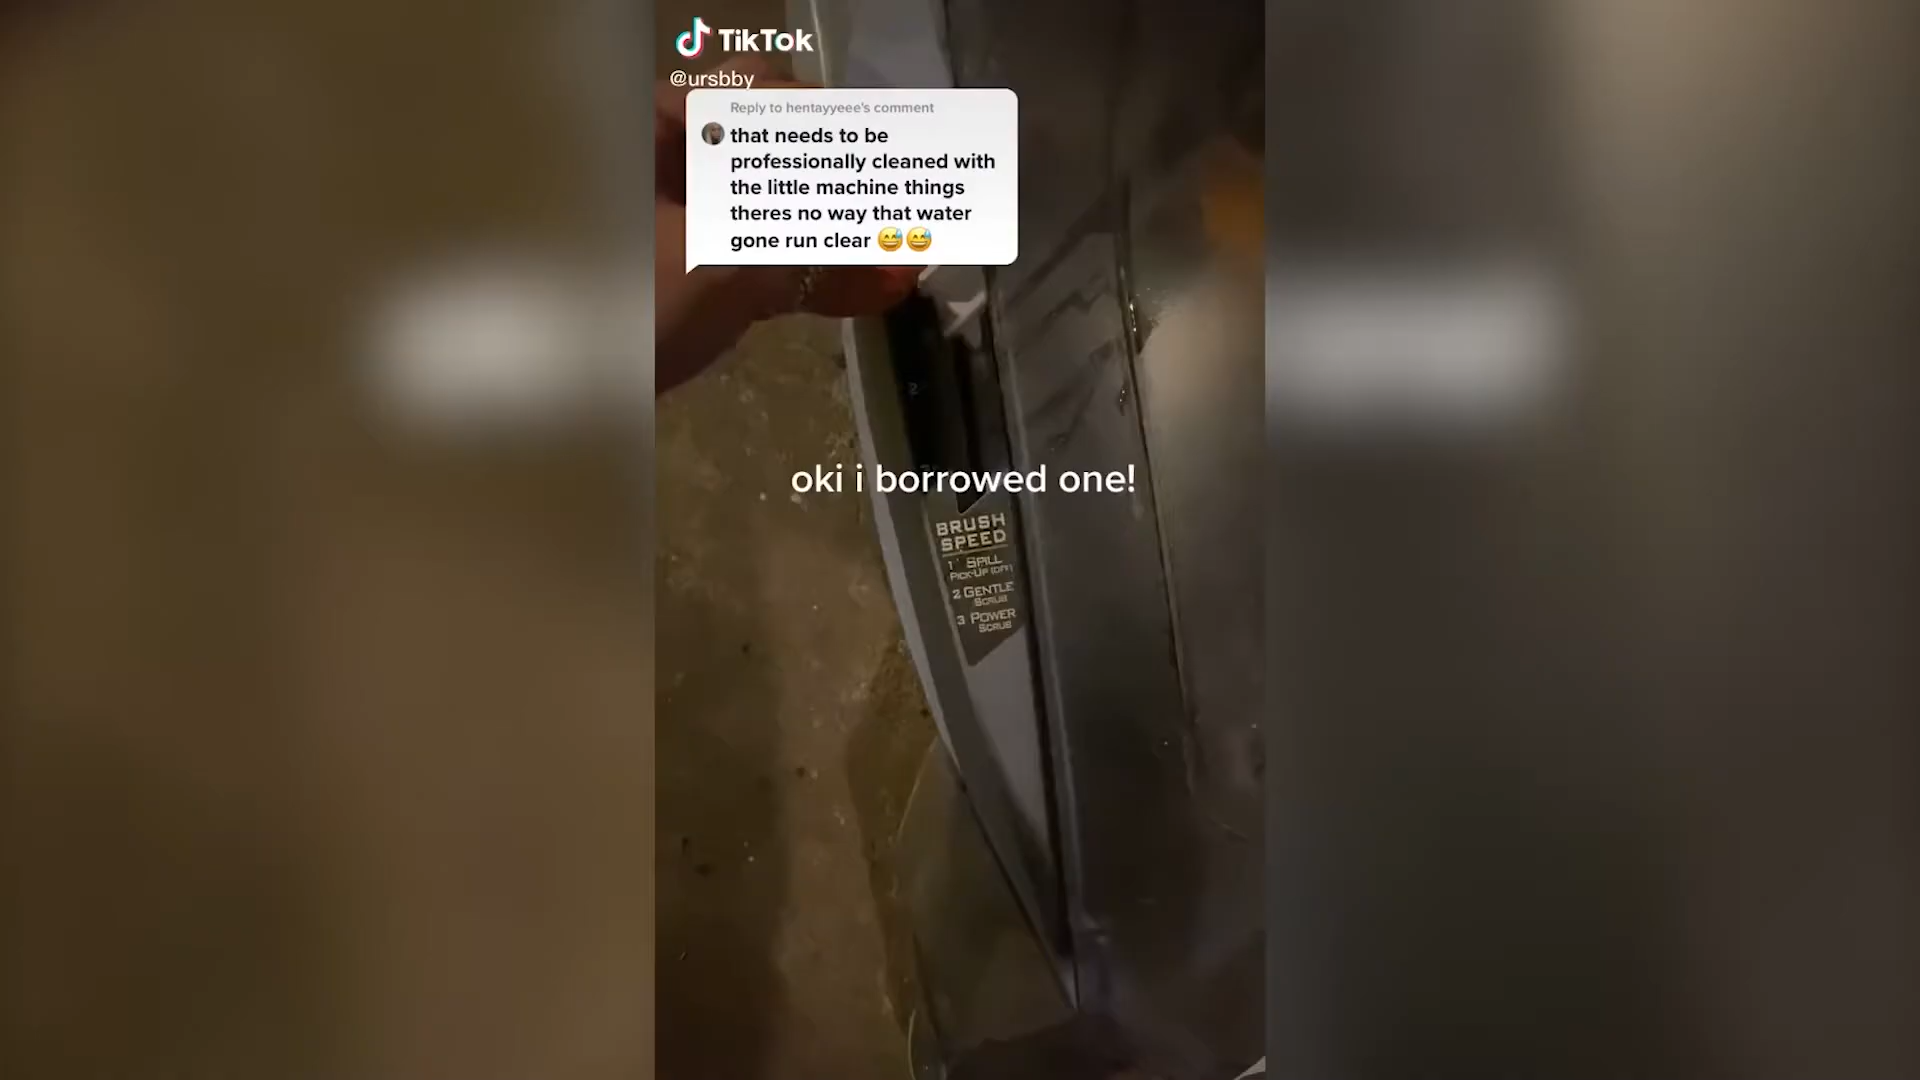 TikTok
@ursbby
Reply to hentayyeee's comment
that needs to be
professionally cleaned with
the little machine things
theres no way that water
gone run clear 😅😅
2
oki i borrowed one!
BRUSH
SPEED
1 SPILL
PICK-UP (DRY)
2 GENTLE
SCRUB
3 POWER
SCRUB